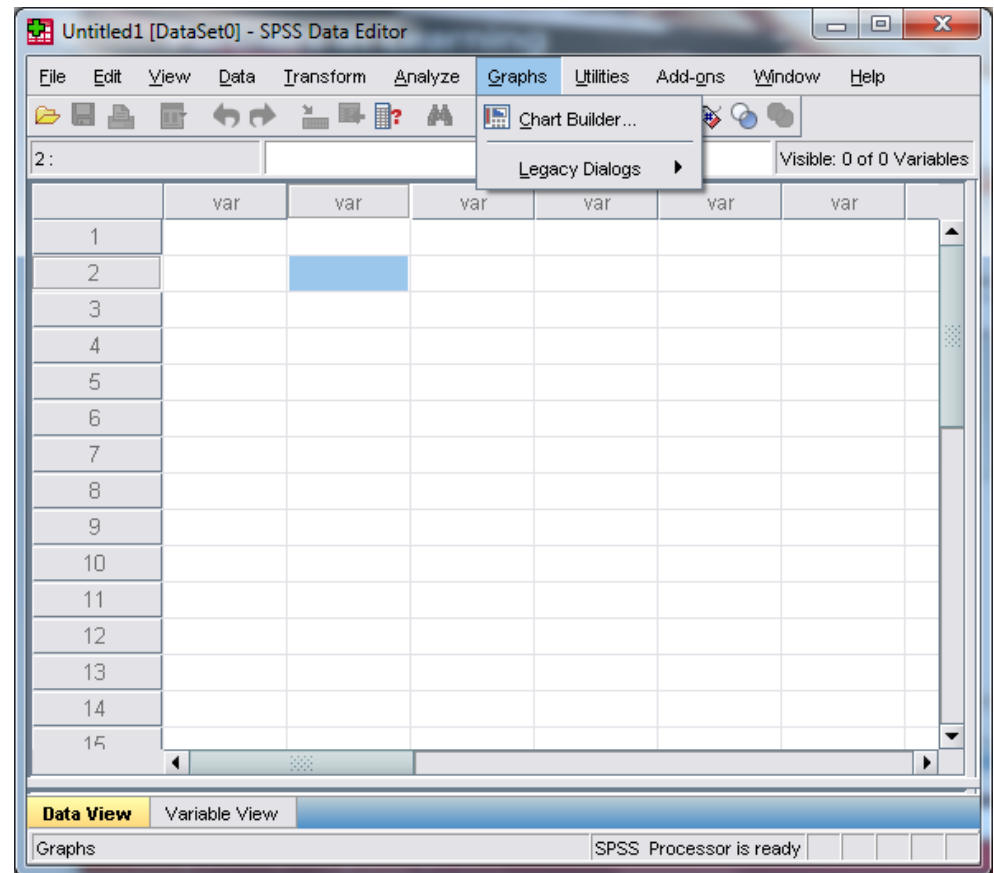 Untitled1 [DataSet0] - SPSS Data Editor
File Edit View Data Transform Analyze Graphs Utilities Add-ons Window Help
Chart Builder...
2 : Visible: 0 of 0 Variables
Legacy Dialogs
var var var var var var
1
2
3
4
5
6
7
8
9
10
11
12
13
14
15
Data View Variable View
Graphs SPSS Processor is ready